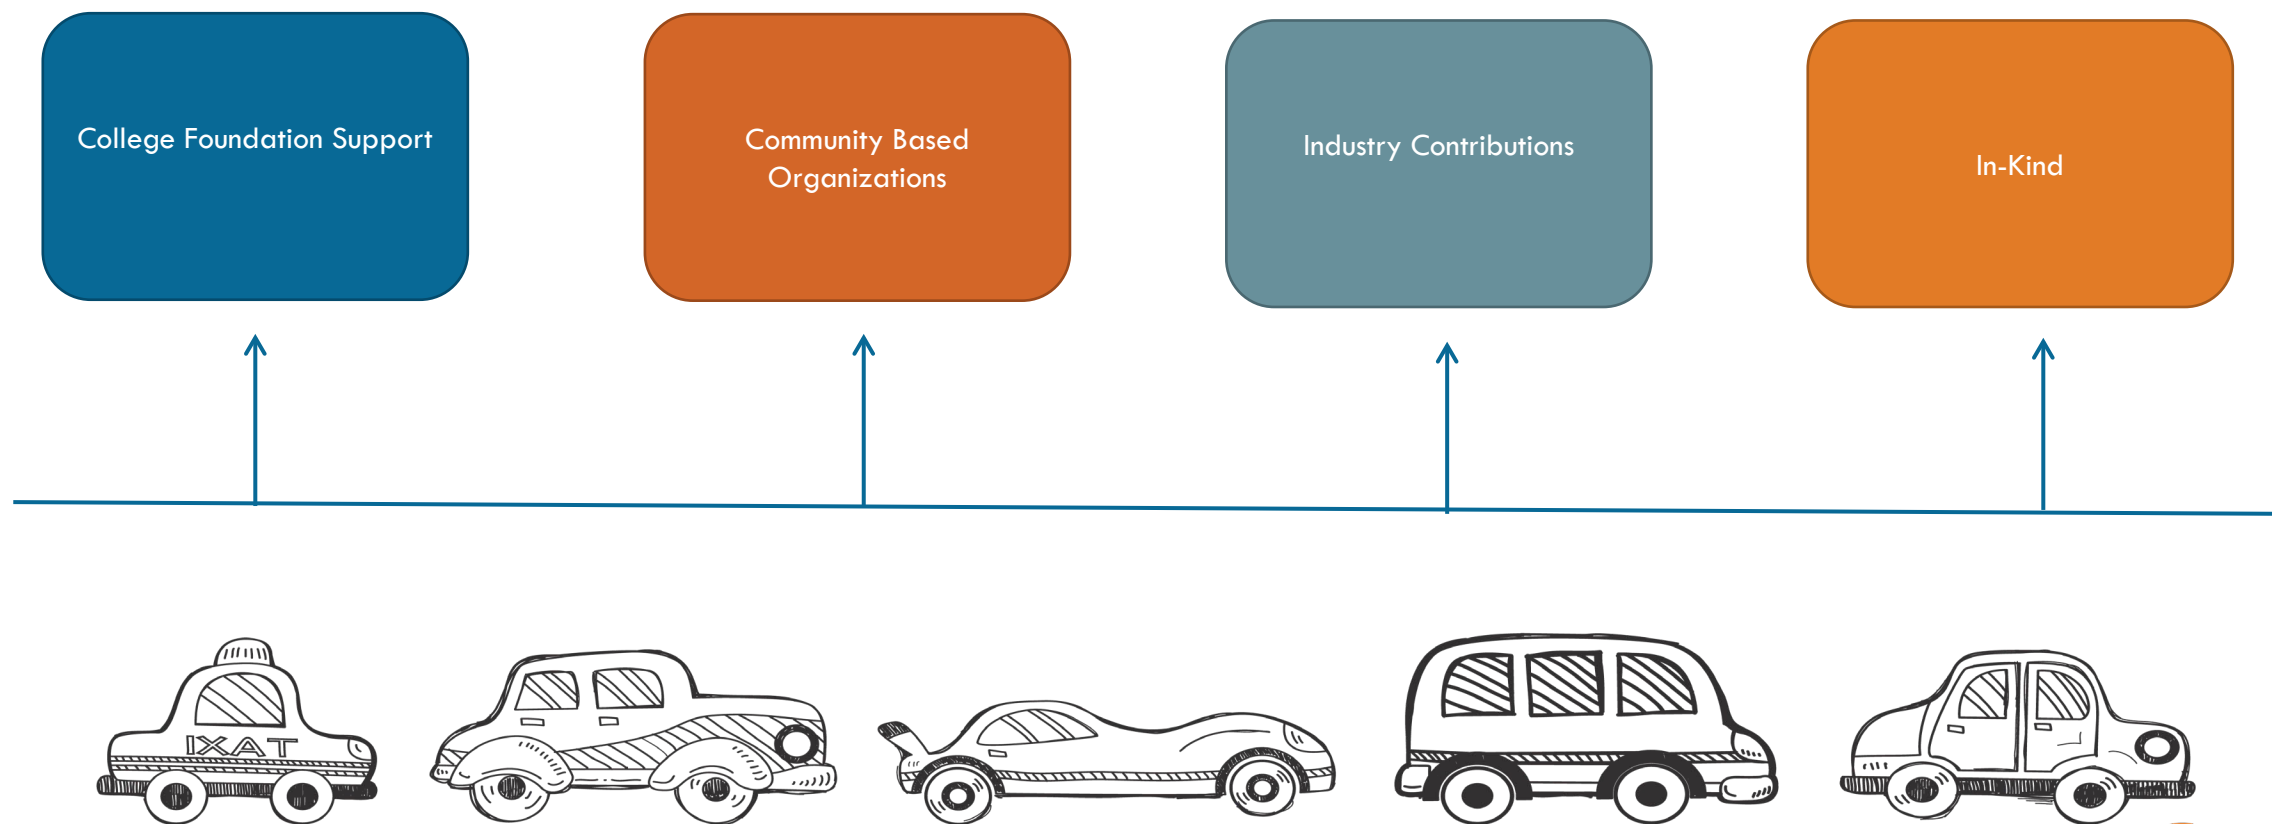 College Foundation Support
Community Based
Organizations
Industry Contributions
In-Kind
IXAT